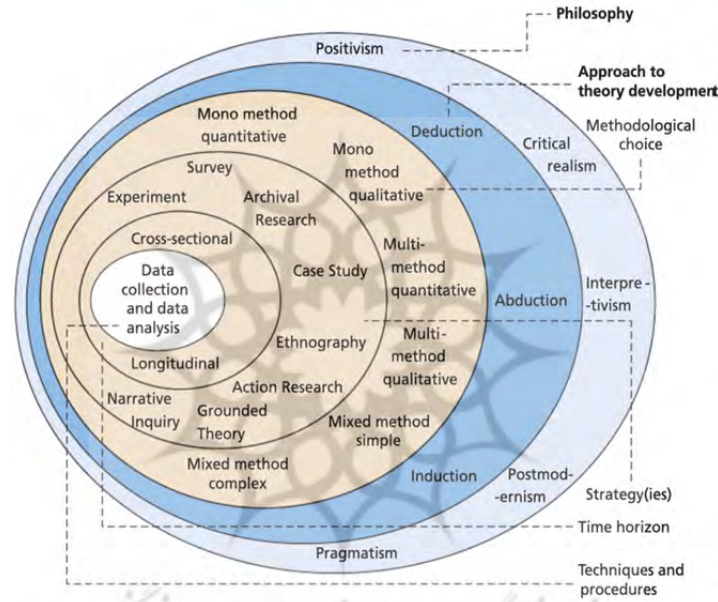 Philosophy
Positivism
Approach to
theory development
Mono method
quantitative
Deduction
Methodological
choice
Critical
realism
Mono
method
qualitative
Survey
Experiment
Archival
Research
Cross-sectional
Data
collection
and data
analysis
Case Study
Multi-
method
quantitative
Abduction
Interpre-
-tivism
Ethnography
Multi-
method
qualitative
Longitudinal
Action Research
Narrative
Inquiry
Grounded
Theory
Mixed method
simple
Mixed method
complex
Induction
Postmod-
-ernism
Strategy(ies)
Time horizon
Pragmatism
Techniques and
procedures